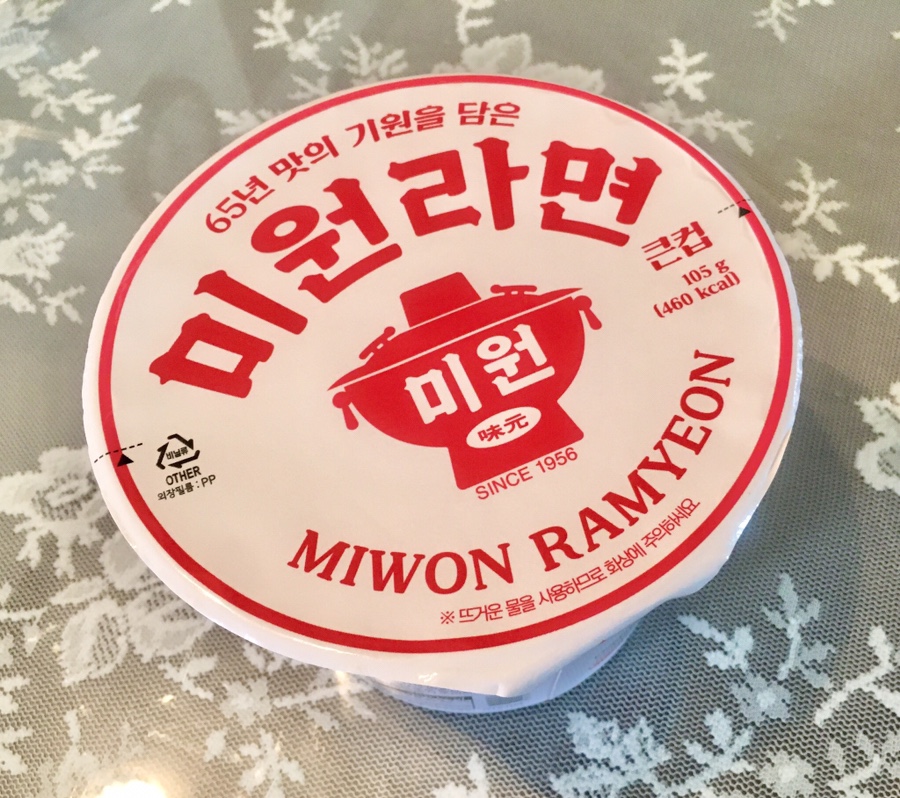 65년 맛의 기원을 담은
미원라면
큰컵
105 g
(460 kcal)
미원
味元
SINCE 1956
MIWON RAMYEON
비닐류
OTHER
외장필름 : PP
※ 뜨거운 물을 사용하므로 화상에 주의하세요